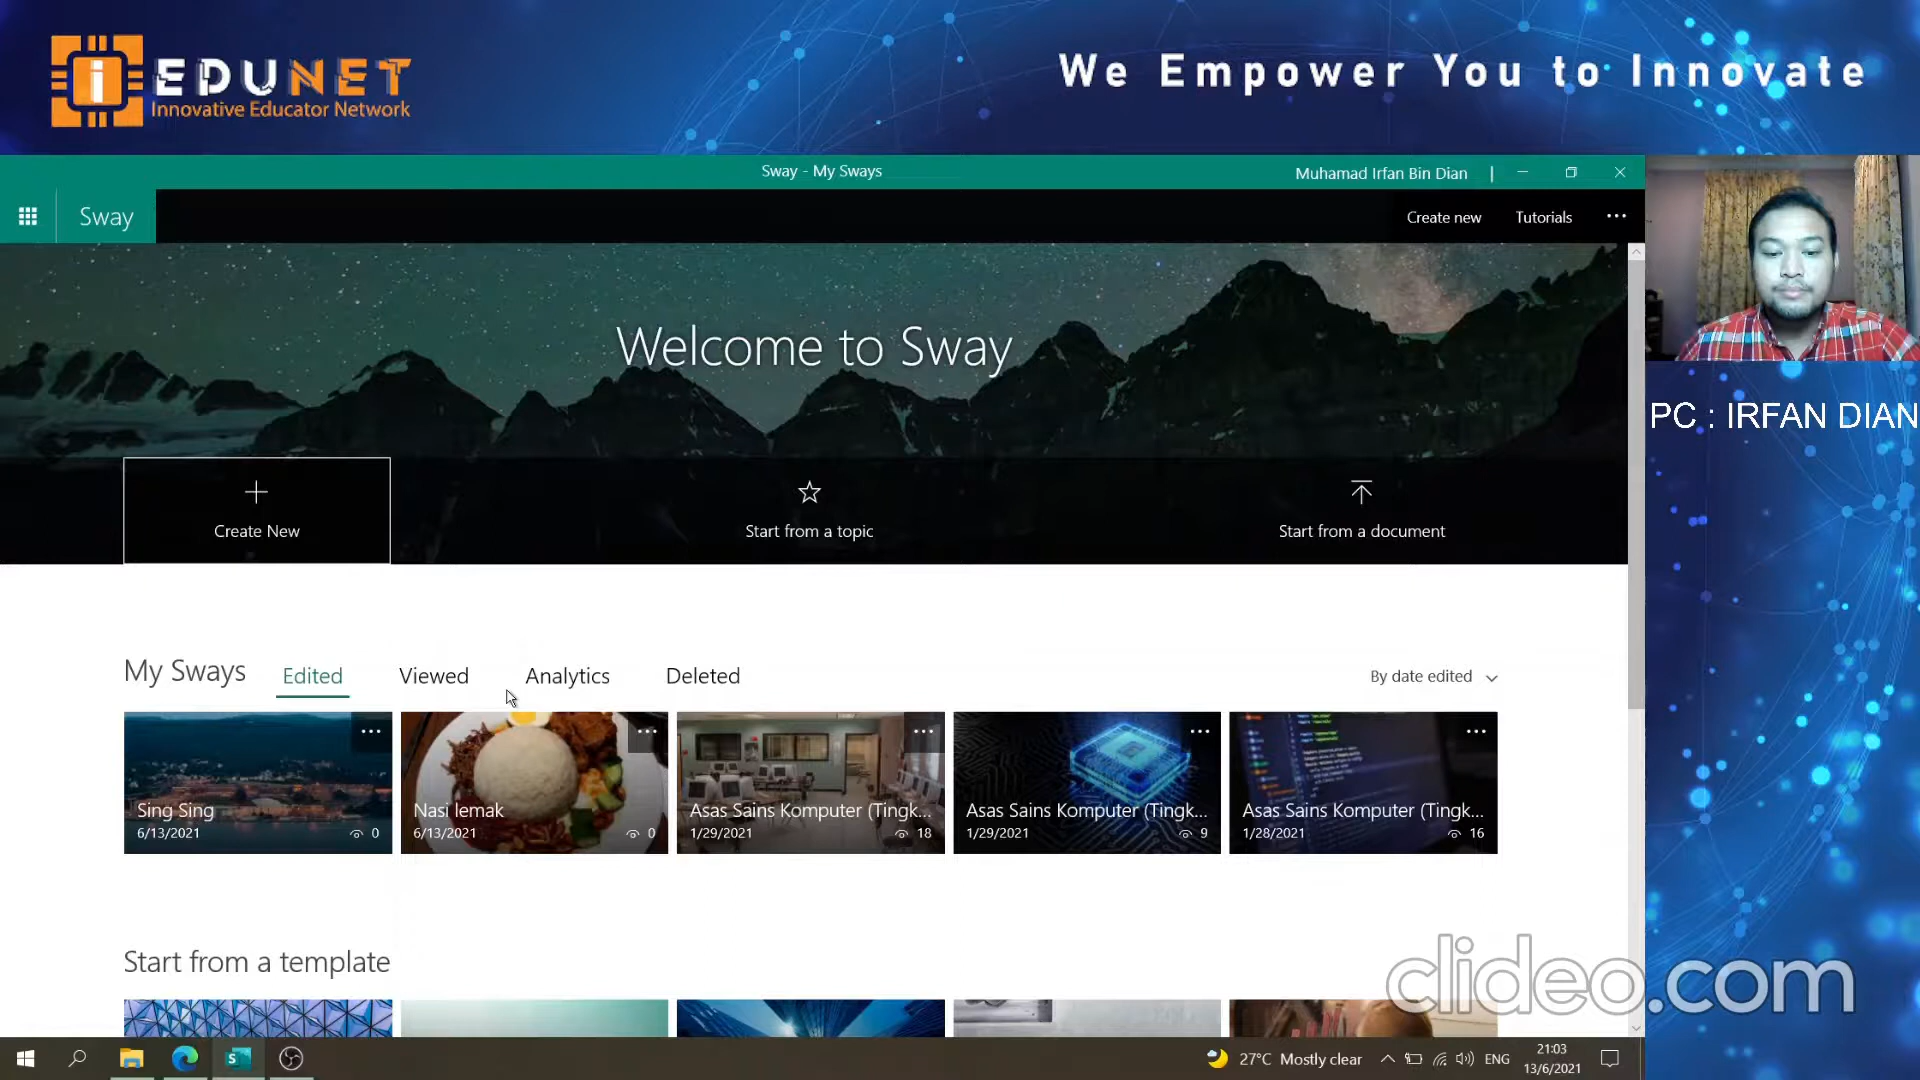 i EDUNET
Innovative Educator Network
We Empower You to Innovate
Sway - My Sways
Muhamad Irfan Bin Dian
Sway
Create new
Tutorials
Welcome to Sway
PC : IRFAN DIAN
Create New
Start from a topic
Start from a document
My Sways
Edited
Viewed
Analytics
Deleted
By date edited
Sing Sing
6/13/2021
0
Nasi lemak
6/13/2021
0
Asas Sains Komputer (Tingk...
1/29/2021
18
Asas Sains Komputer (Tingk...
1/29/2021
9
Asas Sains Komputer (Tingk...
1/28/2021
16
Start from a template
clideo.com
S
27°C Mostly clear
ENG
21:03
13/6/2021